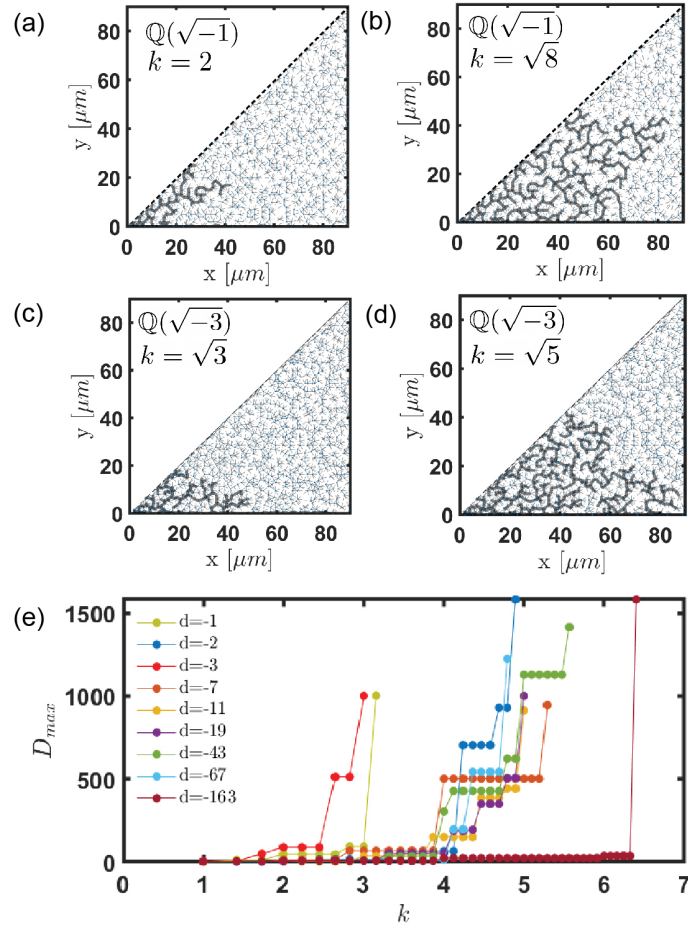 (a)
ℚ(√−1)
k = 2
80
60
40
20
0
y [μm]
0 20 40 60 80
x [μm]
(b)
ℚ(√−1)
k = √8
80
60
40
20
0
y [μm]
0 20 40 60 80
x [μm]
(c)
ℚ(√−3)
k = √3
80
60
40
20
0
y [μm]
0 20 40 60 80
x [μm]
(d)
ℚ(√−3)
k = √5
80
60
40
20
0
y [μm]
0 20 40 60 80
x [μm]
(e)
1500
1000
500
0
D_max
d=-1
d=-2
d=-3
d=-7
d=-11
d=-19
d=-43
d=-67
d=-163
0 1 2 3 4 5 6 7
k